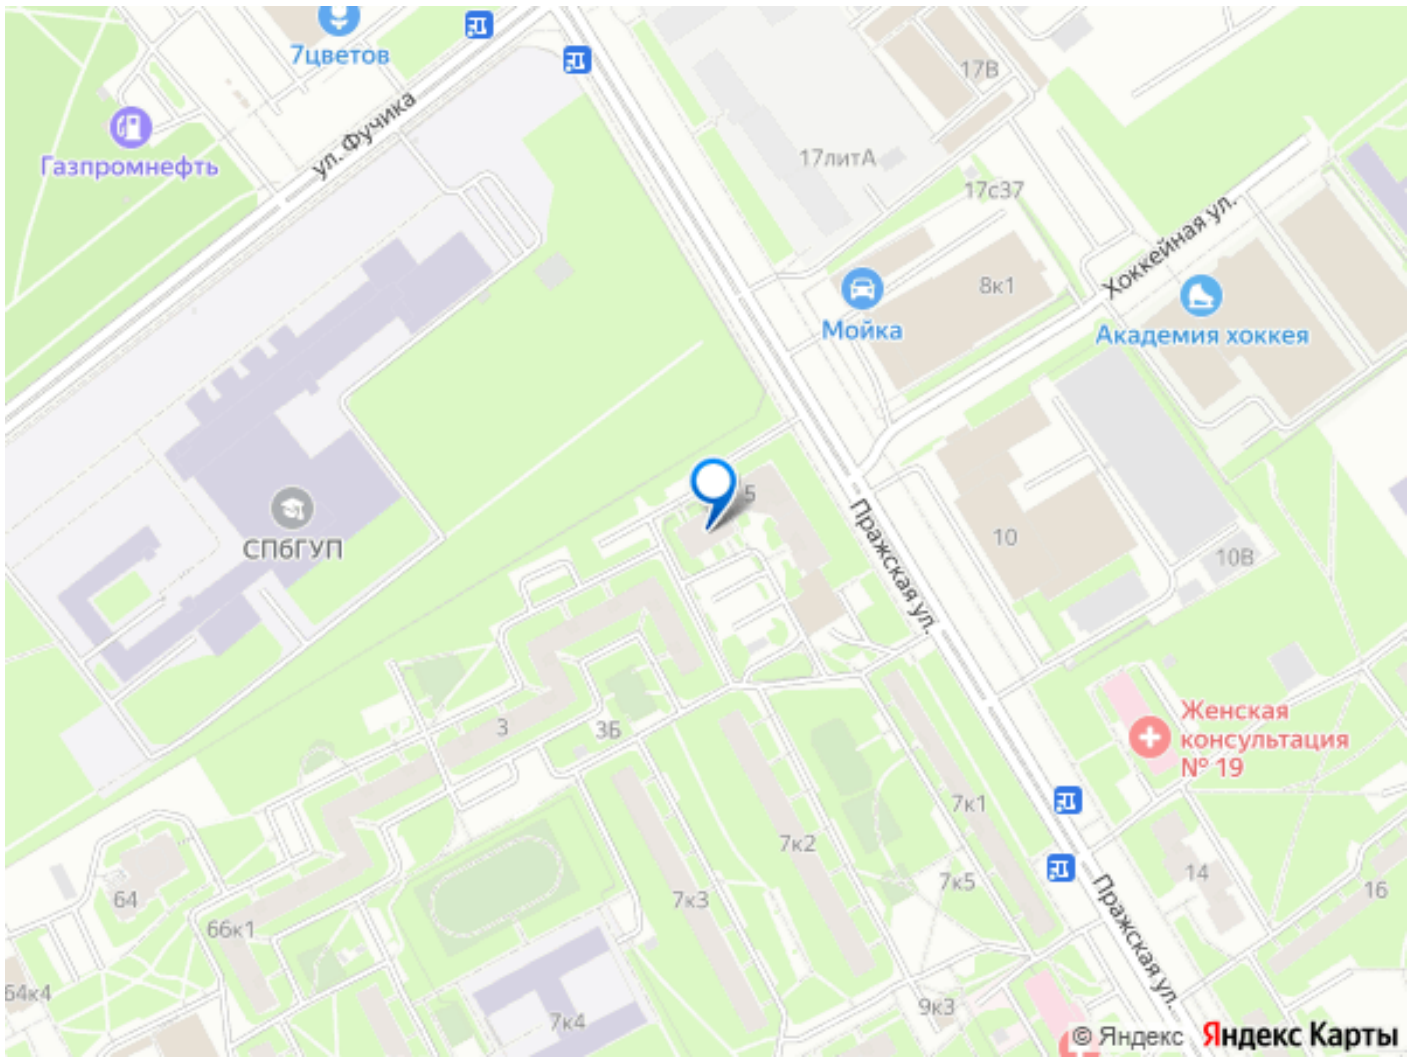 7цветов
ул. Фучика
Газпромнефть
17В
17литА
17с37
Хоккейная ул.
8к1
Мойка
Академия хоккея
5
Пражская ул.
СПбГУП
10
10В
3
3Б
Женская
консультация
№ 19
7к1
7к2
7к5
7к3
14
16
Пражская ул.
64
66к1
64к4
7к4
9к3
© Яндекс Яндекс Карты